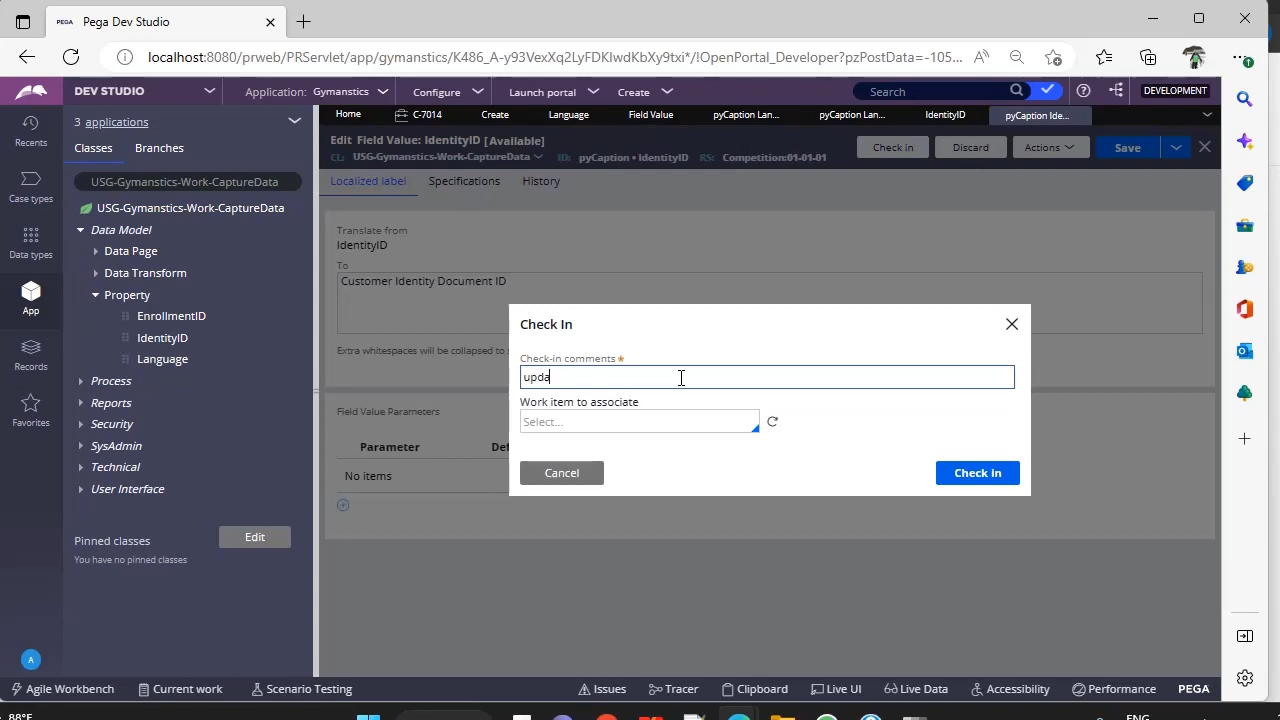 PEGA Pega Dev Studio
localhost:8080/prweb/PRServlet/app/gymanstics/K486_A-y93VexXq2LyFDKIwdKbXy9txi*/!OpenPortal_Developer?pzPostData=-105...
DEV STUDIO Application: Gymanstics Configure Launch portal Create Search DEVELOPMENT
3 applications
Home C-7014 Create Language Field Value pyCaption Lan... pyCaption Lan... IdentityID pyCaption Ide...
Recents
Case types
Data types
App
Records
Favorites
A
Classes Branches
USG-Gymanstics-Work-CaptureData
USG-Gymanstics-Work-CaptureData
Data Model
Data Page
Data Transform
Property
EnrollmentID
IdentityID
Language
Process
Reports
Security
SysAdmin
Technical
User Interface
Pinned classes Edit
You have no pinned classes
Edit Field Value: IdentityID [Available]
CL: USG-Gymanstics-Work-CaptureData ID: pyCaption • IdentityID RS: Competition:01-01-01
Check in Discard Actions Save
Localized label Specifications History
Translate from
IdentityID
To
Customer Identity Document ID
Extra whitespaces will be collapsed to
Field Value Parameters
Parameter
No items
Check In
Check-in comments *
upda
Work item to associate
Select...
Cancel Check in
Agile Workbench Current work Scenario Testing Issues Tracer Clipboard Live UI Live Data Accessibility Performance PEGA
88°F ENG